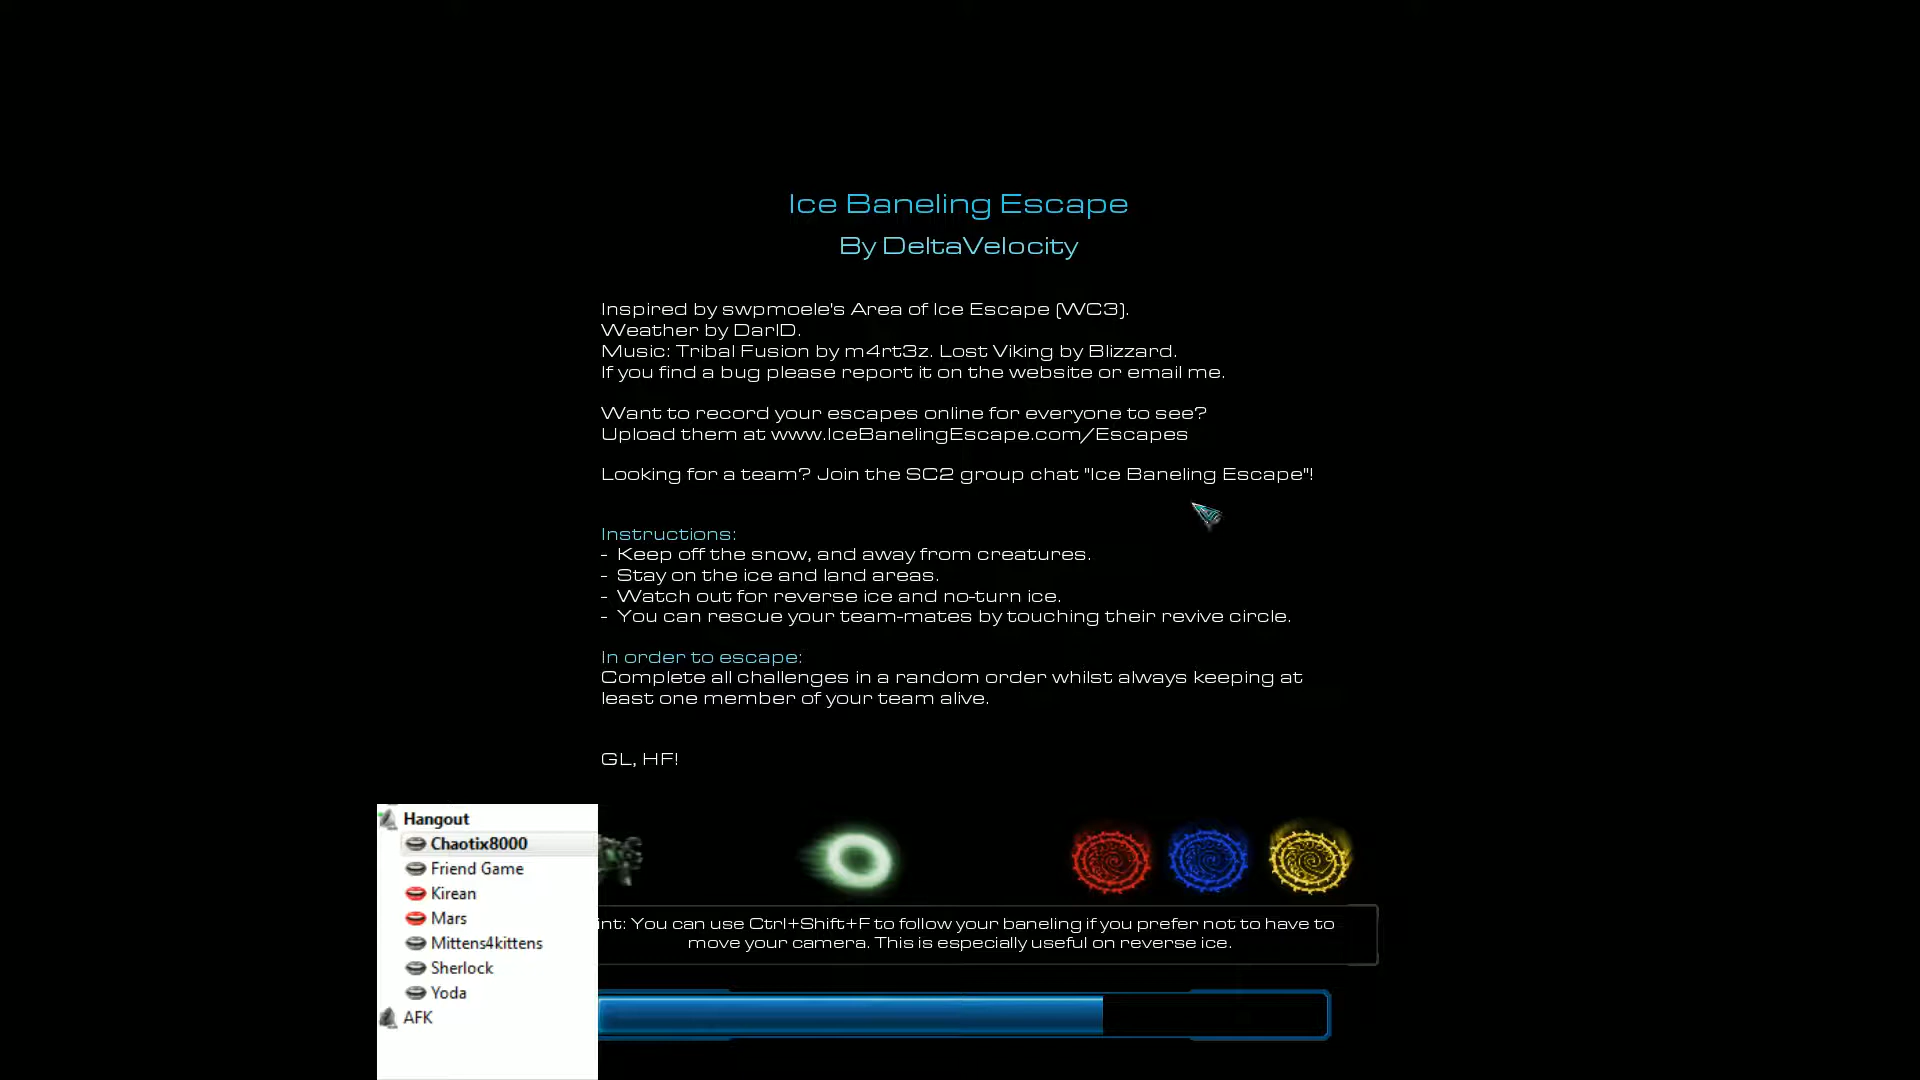 Ice Baneling Escape
By DeltaVelocity
Inspired by swpmoele's Area of Ice Escape (WC3).
Weather by DarID.
Music: Tribal Fusion by m4rt3z. Lost Viking by Blizzard.
If you find a bug please report it on the website or email me.
Want to record your escapes online for everyone to see?
Upload them at www.IceBanelingEscape.com/Escapes
Looking for a team? Join the SC2 group chat "Ice Baneling Escape"!
Instructions:
- Keep off the snow, and away from creatures.
- Stay on the ice and land areas.
- Watch out for reverse ice and no-turn ice.
- You can rescue your team-mates by touching their revive circle.
In order to escape:
Complete all challenges in a random order whilst always keeping at
least one member of your team alive.
GL, HF!
Hangout
Chaotix8000
Friend Game
Kirean
Mars
Mittens4kittens
Sherlock
Yoda
AFK
int: You can use Ctrl+Shift+F to follow your baneling if you prefer not to have to
move your camera. This is especially useful on reverse ice.